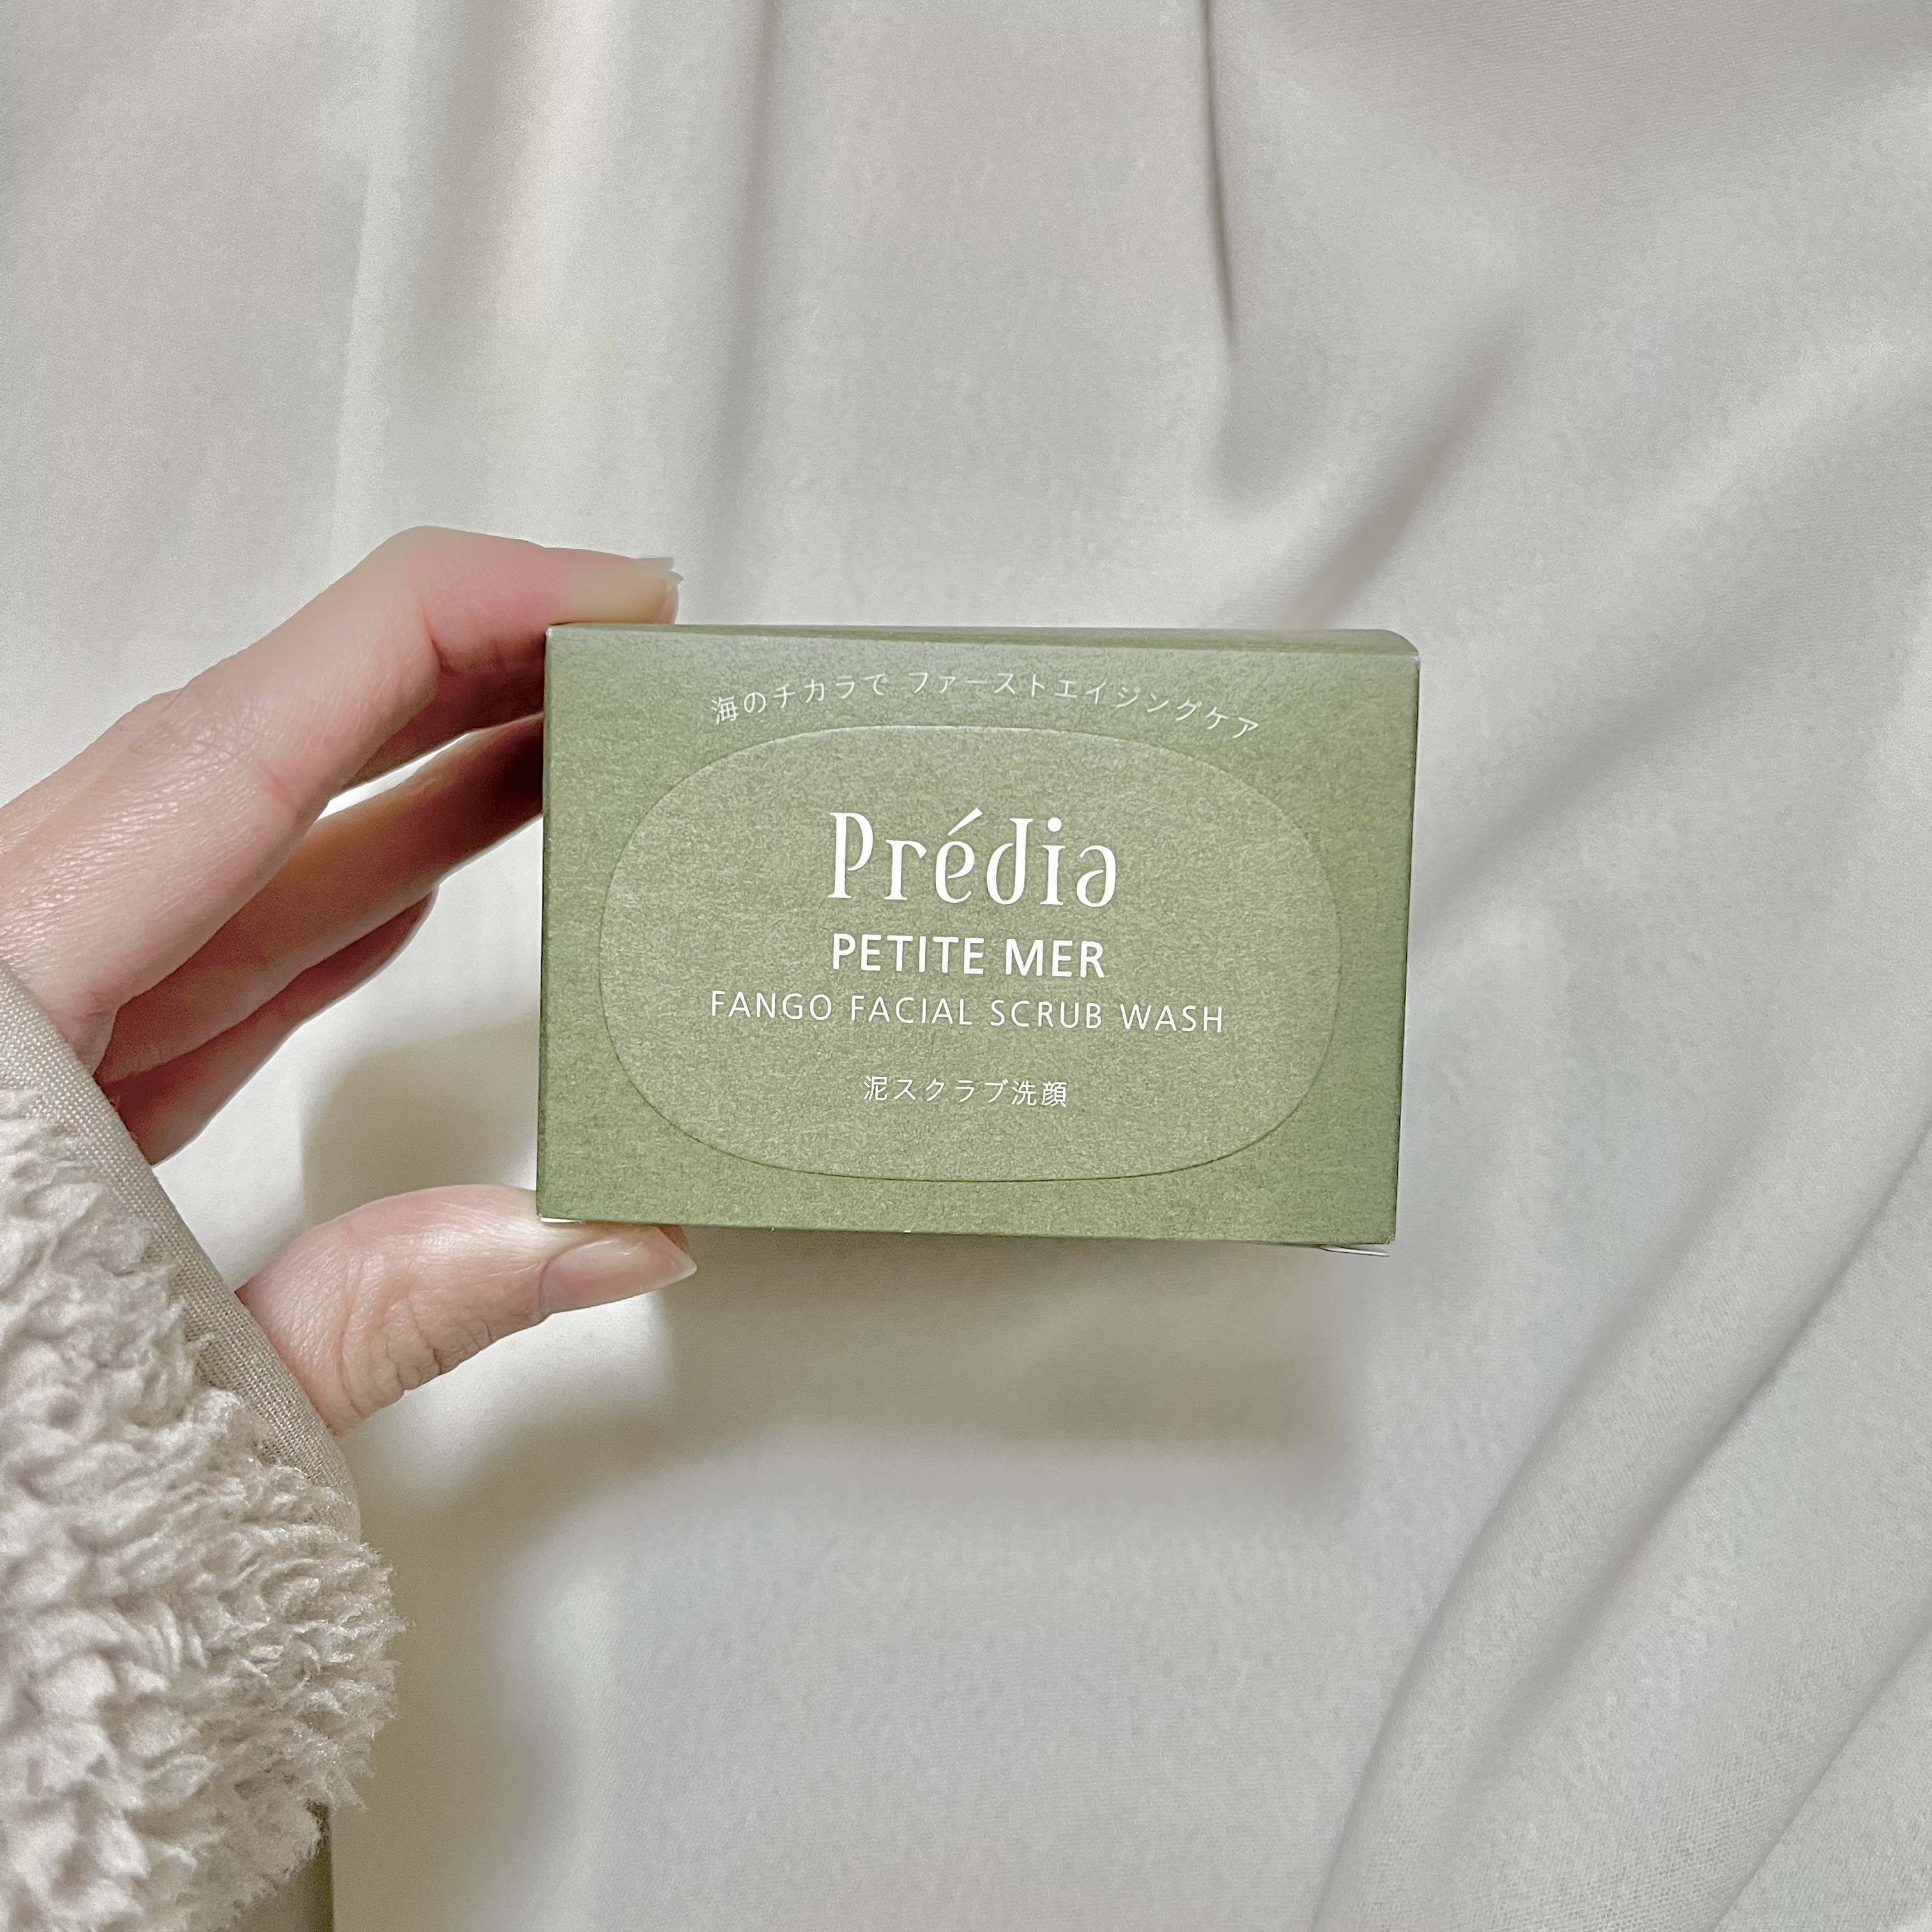 海のチカラで ファーストエイジングケア
Prédia
PETITE MER
FANGO FACIAL SCRUB WASH
泥スクラブ洗顔